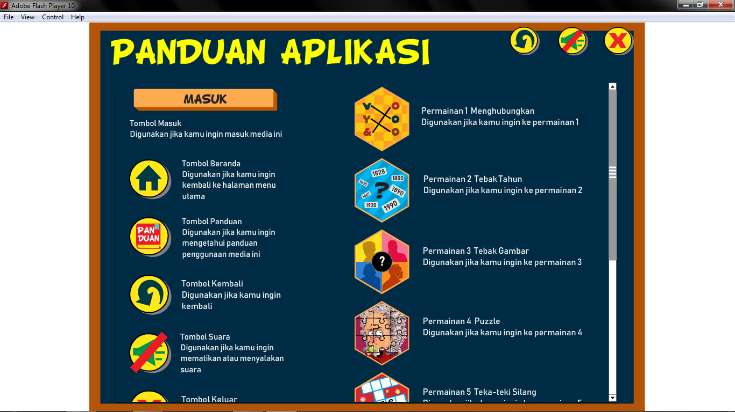 Adobe Flash Player 10
File View Control Help
PANDUAN APLIKASI
MASUK
Tombol Masuk
Digunakan jika kamu ingin masuk media ini
Tombol Beranda
Digunakan jika kamu ingin
kembali ke halaman menu
utama
PAN
DUAN
Tombol Panduan
Digunakan jika kamu ingin
mengetahui panduan
penggunaan media ini
Tombol Kembali
Digunakan jika kamu ingin
kembali
Tombol Suara
Digunakan jika kamu ingin
mematikan atau menyalakan
suara
Tombol Keluar
Permainan 1 Menghubungkan
Digunakan jika kamu ingin ke permainan 1
1828
1890
1928
1990
?
Permainan 2 Tebak Tahun
Digunakan jika kamu ingin ke permainan 2
?
Permainan 3 Tebak Gambar
Digunakan jika kamu ingin ke permainan 3
Permainan 4 Puzzle
Digunakan jika kamu ingin ke permainan 4
Permainan 5 Teka-teki Silang